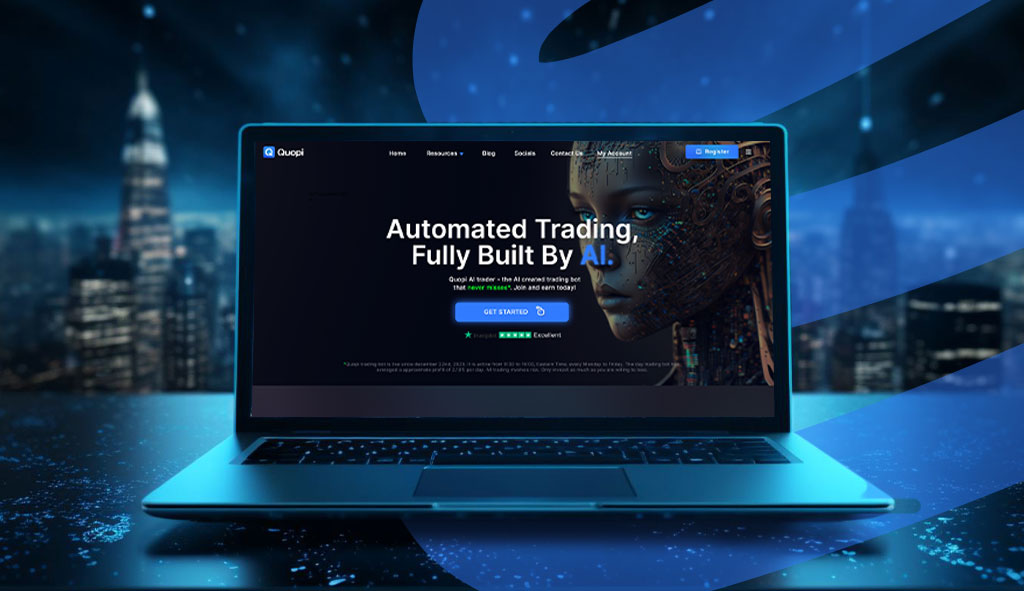 Quopi
Home Resources Blog Socials Contact Us My Account
Register
Automated Trading,
Fully Built By AI.
Quopi AI trader - the AI created trading bot
that never misses*. Join and earn today!
GET STARTED
Trustpilot Excellent